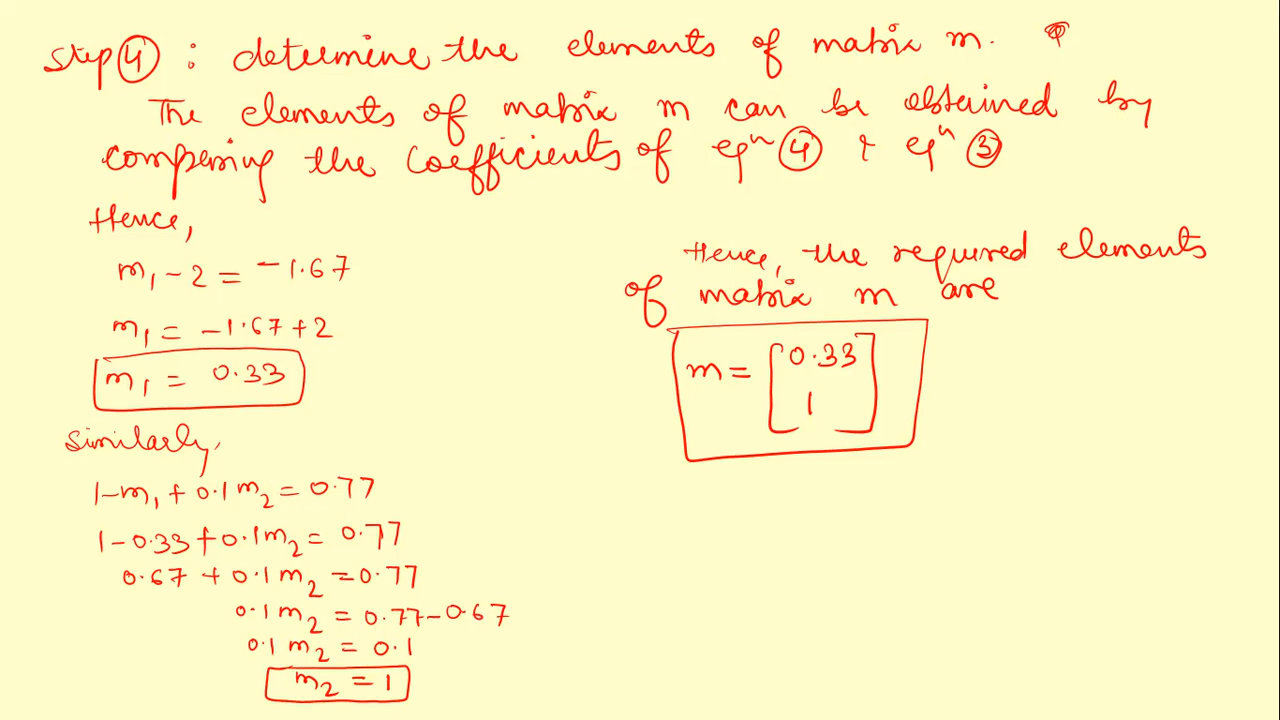 Step ④ : determine the elements of matrix m.
The elements of matrix m can be obtained by
comparing the coefficients of eqⁿ ④ & eqⁿ ③
Hence,
m₁ - 2 = -1.67
m₁ = -1.67 + 2
m₁ = 0.33
Similarly,
1 - m₁ + 0.1 m₂ = 0.77
1 - 0.33 + 0.1 m₂ = 0.77
0.67 + 0.1 m₂ = 0.77
0.1 m₂ = 0.77 - 0.67
0.1 m₂ = 0.1
m₂ = 1
Hence, the required elements
of matrix m are
m = [0.33
1]